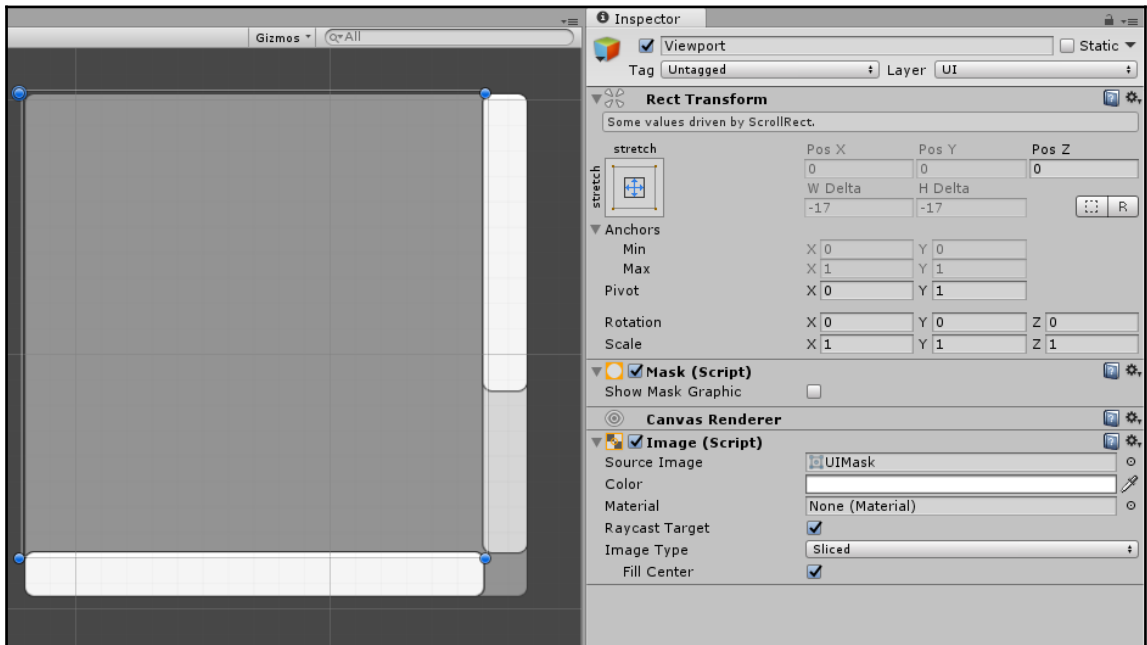 Inspector
Gizmos
All
Viewport
Static
Tag Untagged Layer UI
Rect Transform
Some values driven by ScrollRect.
stretch Pos X Pos Y Pos Z
stretch
0 0 0
W Delta H Delta
-17 -17 R
Anchors
Min X 0 Y 0
Max X 1 Y 1
Pivot X 0 Y 1
Rotation X 0 Y 0 Z 0
Scale X 1 Y 1 Z 1
Mask (Script)
Show Mask Graphic
Canvas Renderer
Image (Script)
Source Image UIMask
Color
Material None (Material)
Raycast Target
Image Type Sliced
Fill Center